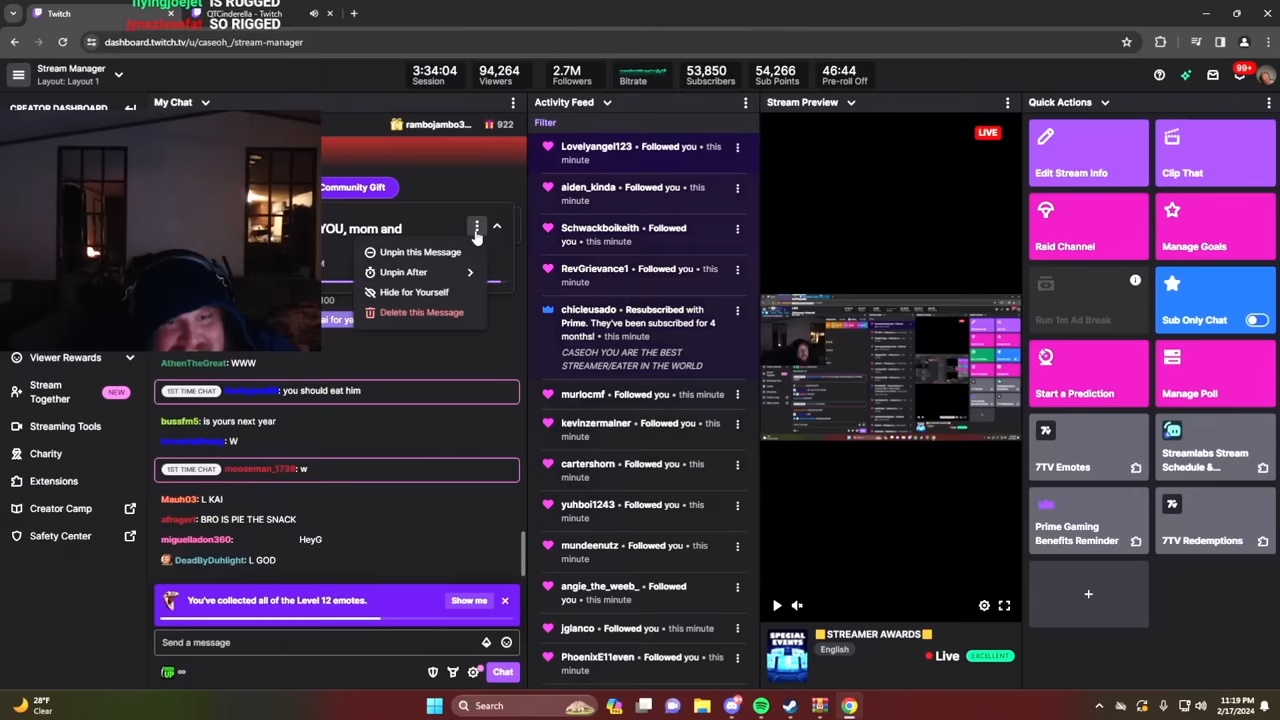 flyingjoejet IS RUGGED
jynxzissofat SO RIGGED
Twitch
QTCinderella - Twitch
dashboard.twitch.tv/u/caseoh_/stream-manager
Stream Manager
Layout: Layout 1
3:34:04
Session
94,264
Viewers
2.7M
Followers
Bitrate
53,850
Subscribers
54,266
Sub Points
46:44
Pre-roll Off
99+
CREATOR DASHBOARD
Viewer Rewards
Stream Together
NEW
Streaming Tools
Charity
Extensions
Creator Camp
Safety Center
My Chat
rambojambo3...
922
Community Gift
YOU, mom and
Unpin this Message
Unpin After
Hide for Yourself
Delete this Message
100
ai for ya
AthenTheGreat: WWW
1ST TIME CHAT
: you should eat him
bussfm5: is yours next year
: W
1ST TIME CHAT mooseman_1738: w
Mauh03: L KAI
afrogort: BRO IS PIE THE SNACK
miguelladon360: HeyG
DeadByDuhlight: L GOD
You've collected all of the Level 12 emotes.
Show me
Send a message
Chat
Activity Feed
Filter
Lovelyangel123 • Followed you • this
minute
aiden_kinda • Followed you • this
minute
Schwackboikeith • Followed
you • this minute
RevGrievance1 • Followed you • this
minute
chicleusado • Resubscribed with
Prime. They've been subscribed for 4
months! • this minute
CASEOH YOU ARE THE BEST
STREAMER EATER IN THE WORLD
• Followed you • this minute
• Followed you • this
minute
cartershorn • Followed you • this
minute
yuhboi1243 • Followed you • this
minute
mundeenutz • Followed you • this
minute
angie_the_weeb_ • Followed
you • this minute
jglanco • Followed you • this minute
PhoenixE11even • Followed you • this
minute
Stream Preview
LIVE
SPECIAL
EVENTS
STREAMER AWARDS
English
Live
EXCELLENT
Quick Actions
Edit Stream Info
Clip That
Raid Channel
Manage Goals
Run 1m Ad Break
Sub Only Chat
Start a Prediction
Manage Poll
7TV Emotes
Streamlabs Stream
Schedule &...
Prime Gaming
Benefits Reminder
7TV Redemptions
28°F
Clear
Search
11:19 PM
2/17/2024